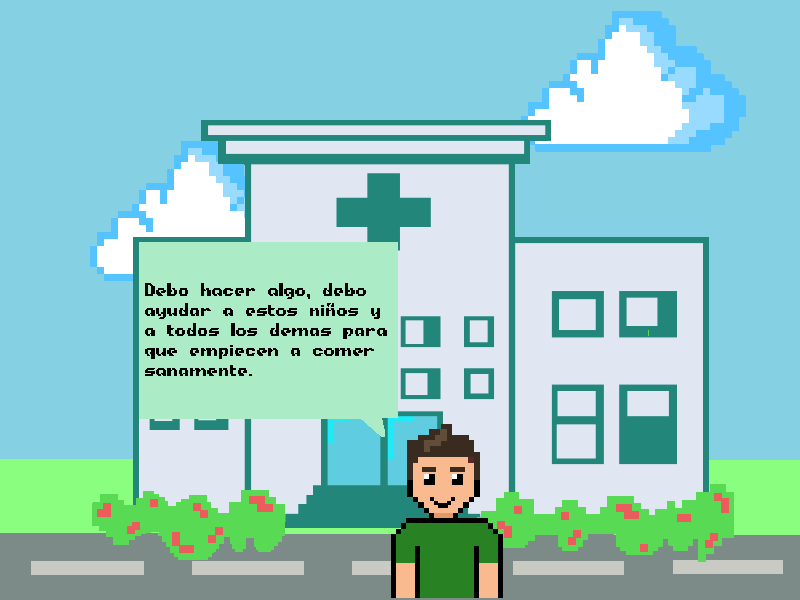 Debo hacer algo, debo
ayudar a estos niños y
a todos los demas para
que empiecen a comer
sanamente.